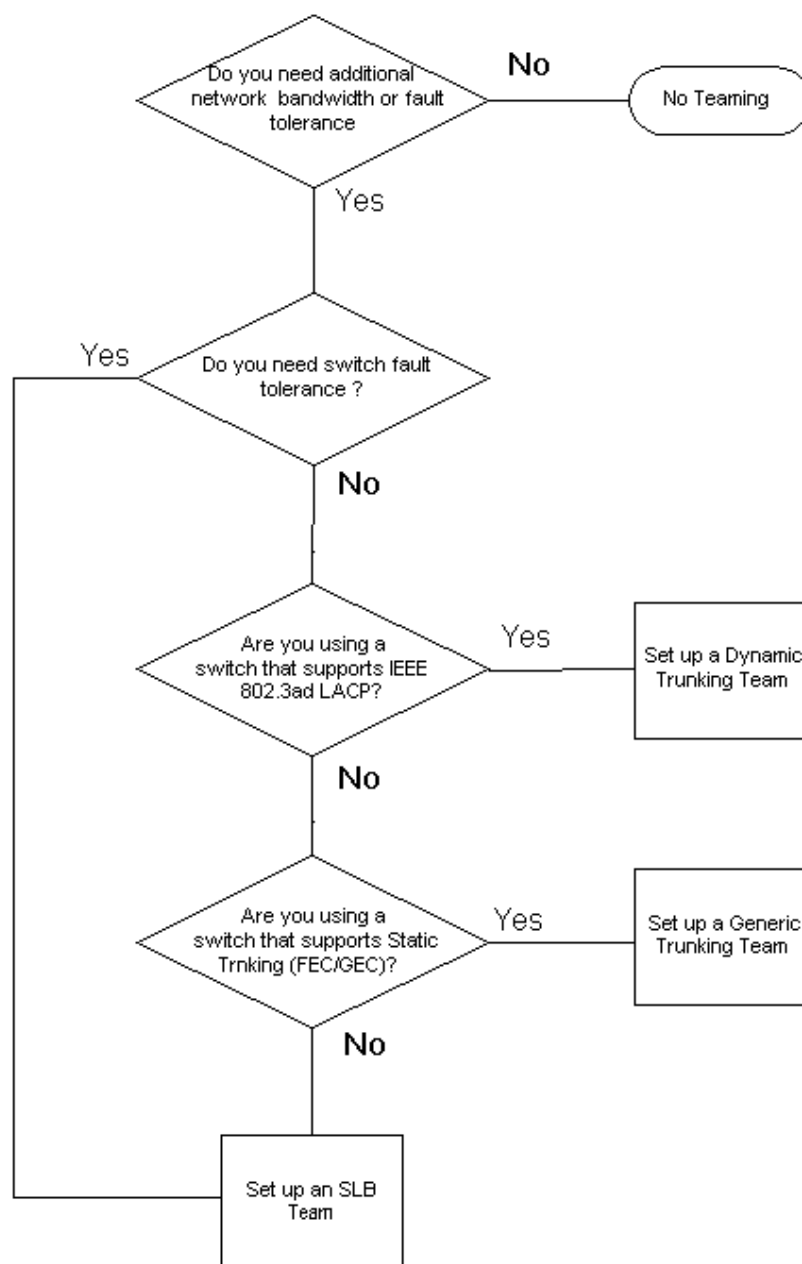 Do you need additional
network bandwidth or fault
tolerance
No
No Teaming
Yes
Yes
Do you need switch fault
tolerance ?
No
Are you using a
switch that supports IEEE
802.3ad LACP?
Yes
Set up a Dynamic
Trunking Team
No
Are you using a
switch that supports Static
Trnking (FEC/GEC)?
Yes
Set up a Generic
Trunking Team
No
Set up an SLB
Team